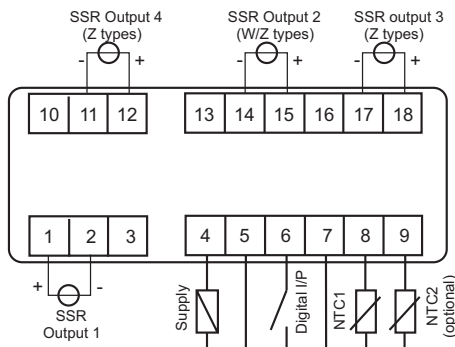 SSR Output 4
(Z types)
SSR Output 2
(W/Z types)
SSR output 3
(Z types)
- +
- +
- +
10 11 12
13 14 15 16 17 18
1 2 3
4 5 6 7 8 9
+ -
SSR
Output 1
Supply
Digital I/P
NTC1
NTC2
(optional)